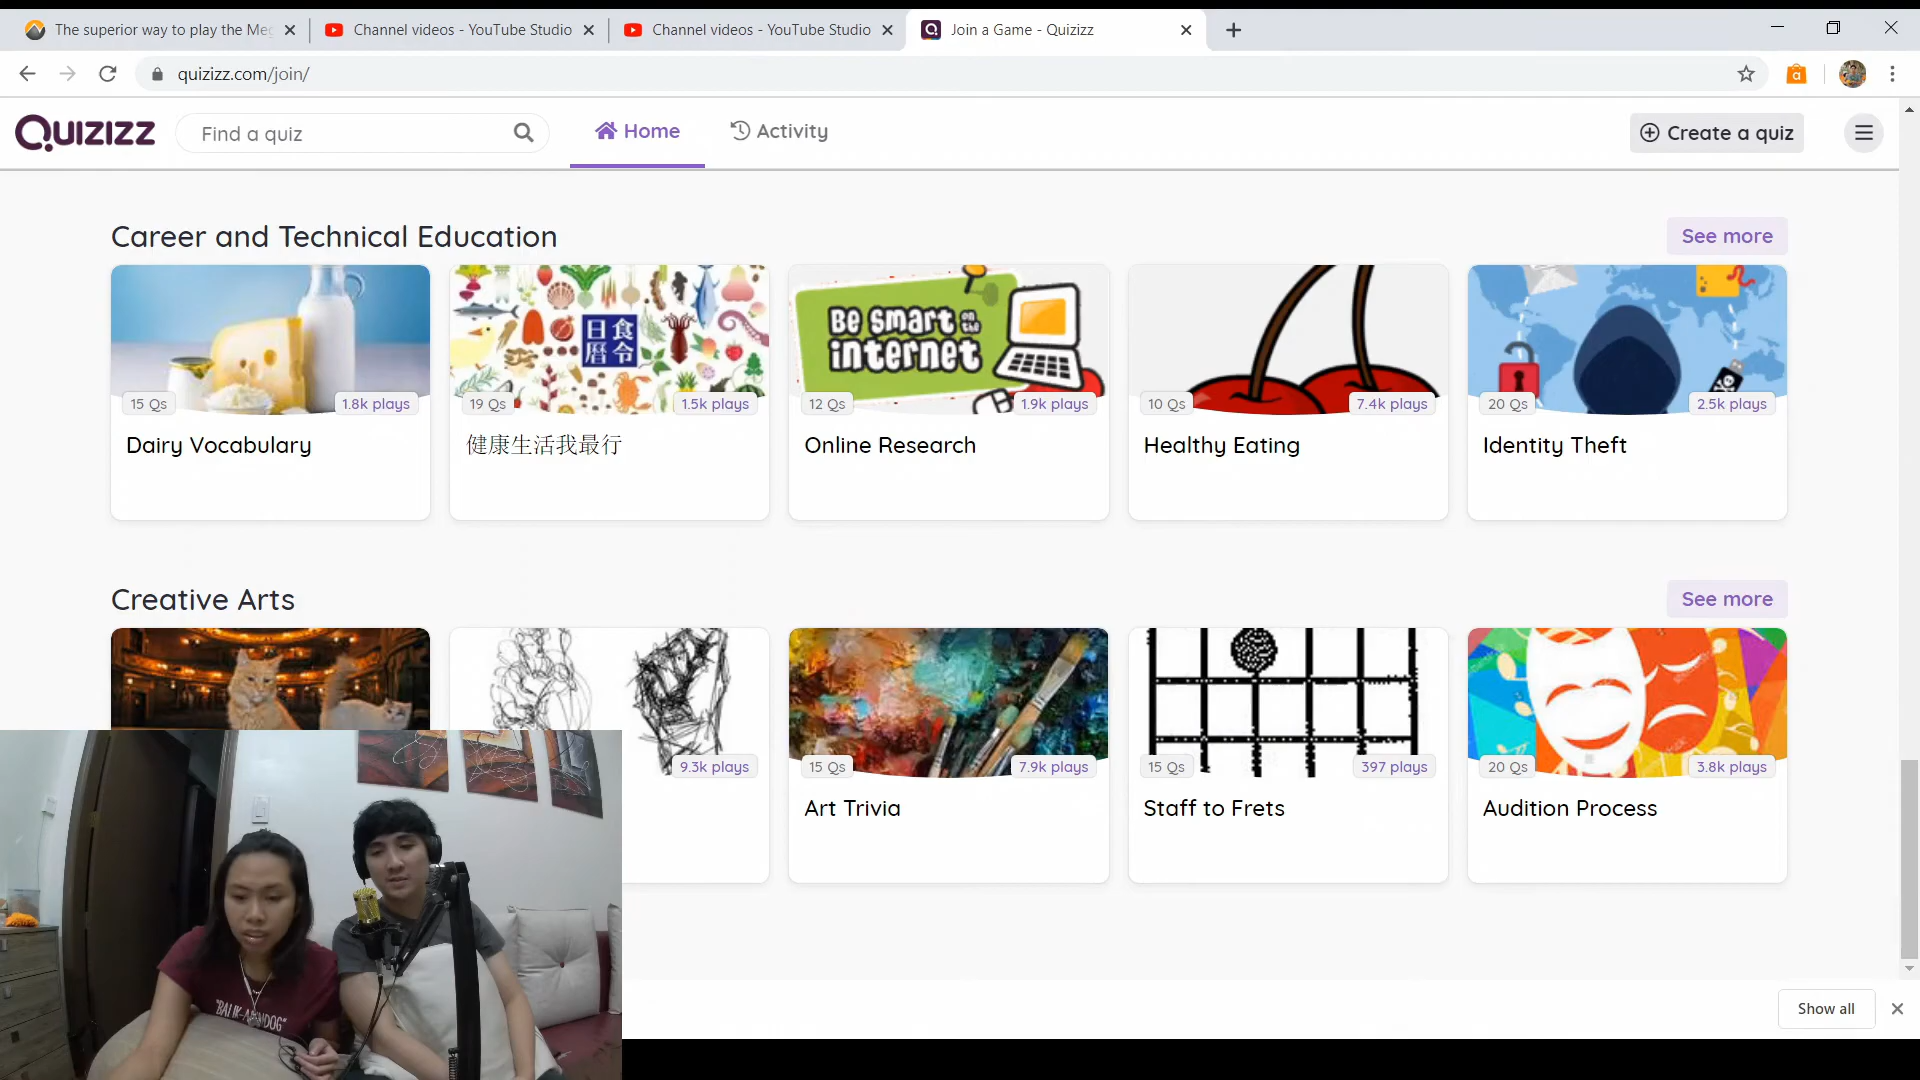 The superior way to play the Me
Channel videos - YouTube Studio
Channel videos - YouTube Studio
Join a Game - Quizizz
quizizz.com/join/
a
QUIZIZZ
Find a quiz
Home
Activity
Create a quiz
Career and Technical Education
See more
日食
曆令
Be smart on the
internet
15 Qs
1.8k plays
19 Qs
1.5k plays
12 Qs
1.9k plays
10 Qs
7.4k plays
20 Qs
2.5k plays
Dairy Vocabulary
健康生活我最行
Online Research
Healthy Eating
Identity Theft
Creative Arts
See more
9.3k plays
15 Qs
7.9k plays
15 Qs
397 plays
20 Qs
3.8k plays
Art Trivia
Staff to Frets
Audition Process
Show all